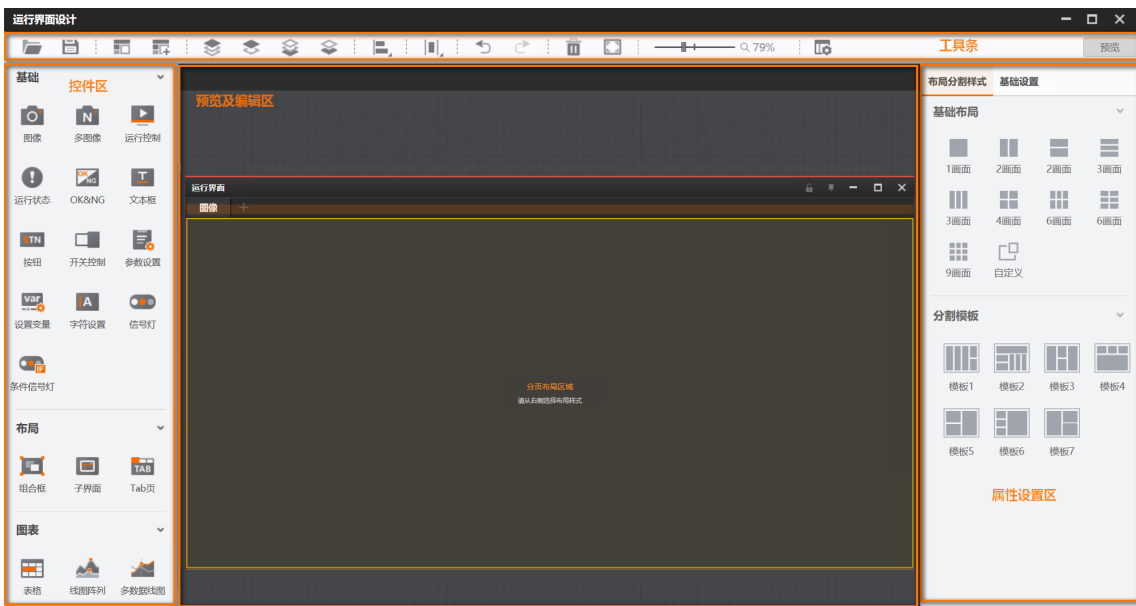 运行界面设计
79%
工具条
预览
基础
控件区
图像
多图像
运行控制
OK
NG
运行状态
OK&NG
文本框
BTN
按钮
开关控制
参数设置
var
设置变量
字符设置
信号灯
IF
条件信号灯
布局
TAB
组合框
子界面
Tab页
图表
表格
线图阵列
多数据线图
预览及编辑区
运行界面
图像
分页布局区域
请从右侧选择布局样式
布局分割样式
基础设置
基础布局
1画面
2画面
2画面
3画面
3画面
4画面
6画面
6画面
9画面
自定义
分割模板
模板1
模板2
模板3
模板4
模板5
模板6
模板7
属性设置区